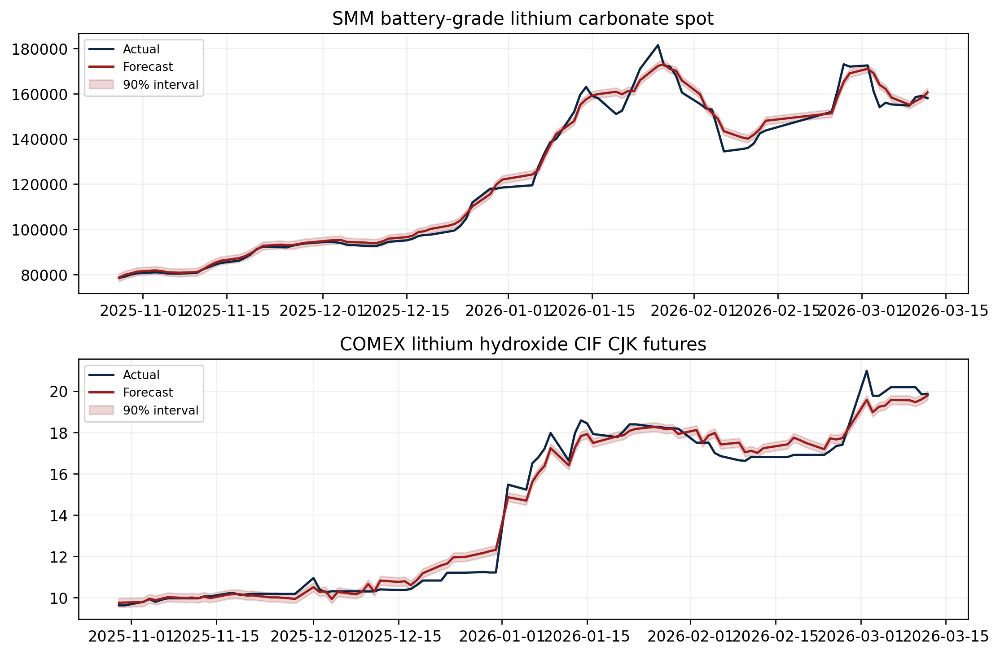 SMM battery-grade lithium carbonate spot
Actual
Forecast
90% interval
180000
160000
140000
120000
100000
80000
2025-11-01 2025-11-15 2025-12-01 2025-12-15 2026-01-01 2026-01-15 2026-02-01 2026-02-15 2026-03-01 2026-03-15
COMEX lithium hydroxide CIF CJK futures
Actual
Forecast
90% interval
20
18
16
14
12
10
2025-11-01 2025-11-15 2025-12-01 2025-12-15 2026-01-01 2026-01-15 2026-02-01 2026-02-15 2026-03-01 2026-03-15